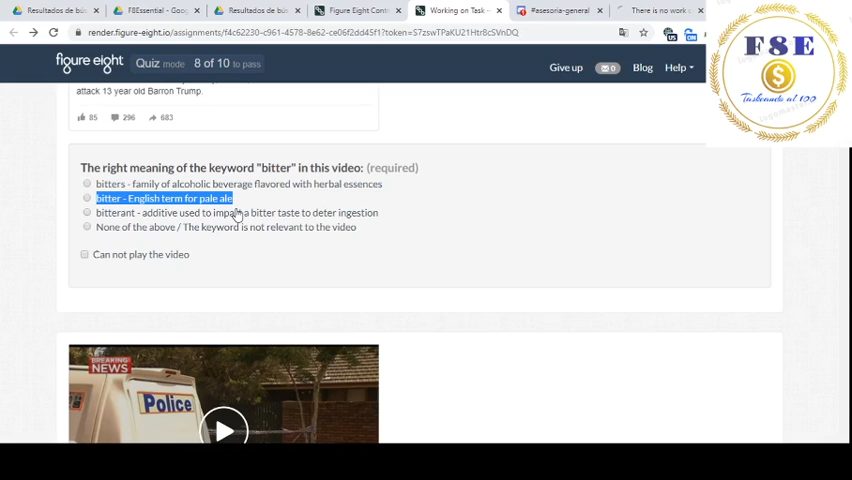 Resultados de bús
F8Essential - Goog
Resultados de bús
Figure Eight Contri
Working on Task –
#asesoria-general
There is no work c
render.figure-eight.io/assignments/f4c62230-c961-4578-8e62-ce06f2dd45f1?token=S7zswTPaKU21Htr8cSVnDQ
US
ON
figure eight
Quiz mode
8 of 10 to pass
Give up
0
Blog
Help
F8E
$
Taskeando al 100
attack 13 year old Barron Trump.
85
296
683
The right meaning of the keyword "bitter" in this video: (required)
bitters - family of alcoholic beverage flavored with herbal essences
bitter - English term for pale ale
bitterant - additive used to impart a bitter taste to deter ingestion
None of the above / The keyword is not relevant to the video
Can not play the video
BREAKING
NEWS
Police